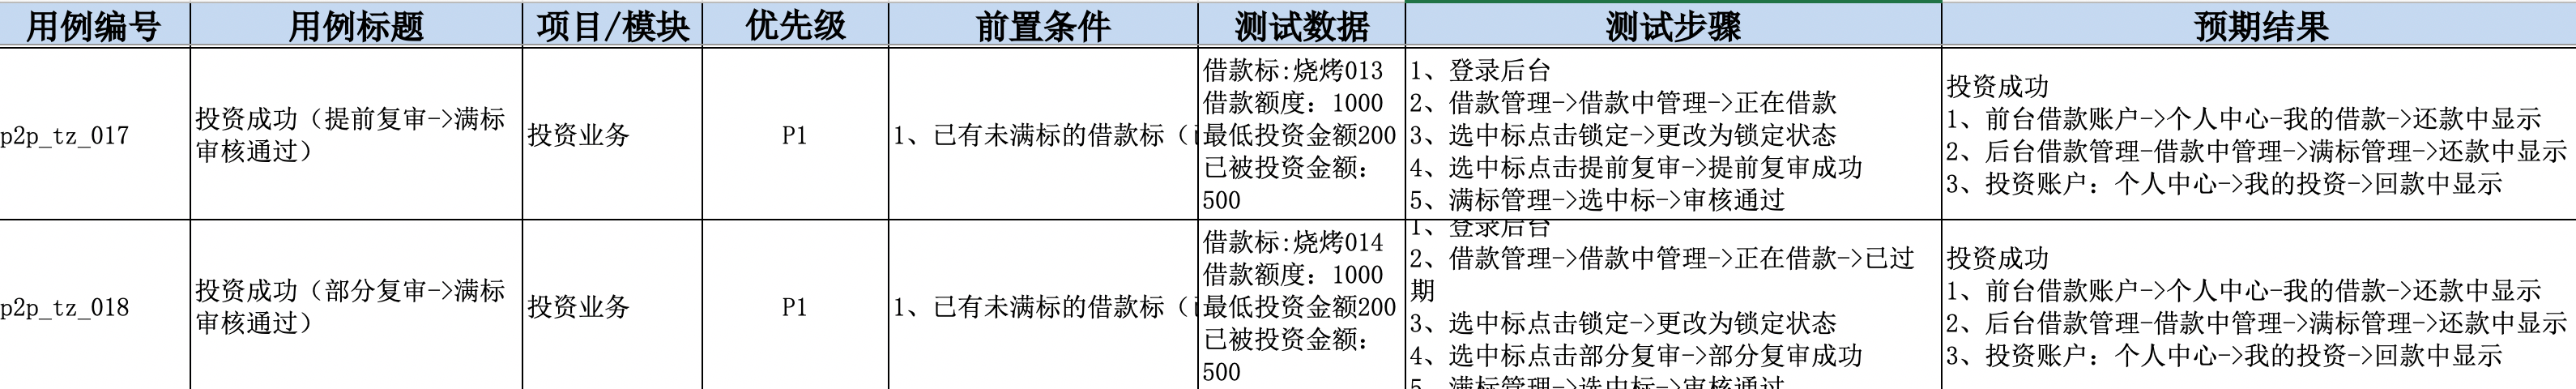 用例编号 用例标题 项目/模块 优先级 前置条件 测试数据 测试步骤 预期结果
p2p_tz_017
投资成功（提前复审->满标
审核通过）
投资业务
P1
1、已有未满标的借款标（
借款标:烧烤013
借款额度：1000
最低投资金额200
已被投资金额：
500
1、登录后台
2、借款管理->借款中管理->正在借款
3、选中标点击锁定->更改为锁定状态
4、选中标点击提前复审->提前复审成功
5、满标管理->选中标->审核通过
投资成功
1、前台借款账户->个人中心-我的借款->还款中显示
2、后台借款管理-借款中管理->满标管理->还款中显示
3、投资账户：个人中心->我的投资->回款中显示
p2p_tz_018
投资成功（部分复审->满标
审核通过）
投资业务
P1
1、已有未满标的借款标（
借款标:烧烤014
借款额度：1000
最低投资金额200
已被投资金额：
500
1、登录后台
2、借款管理->借款中管理->正在借款->已过
期
3、选中标点击锁定->更改为锁定状态
4、选中标点击部分复审->部分复审成功
5、满标管理->选中标->审核通过
投资成功
1、前台借款账户->个人中心-我的借款->还款中显示
2、后台借款管理-借款中管理->满标管理->还款中显示
3、投资账户：个人中心->我的投资->回款中显示